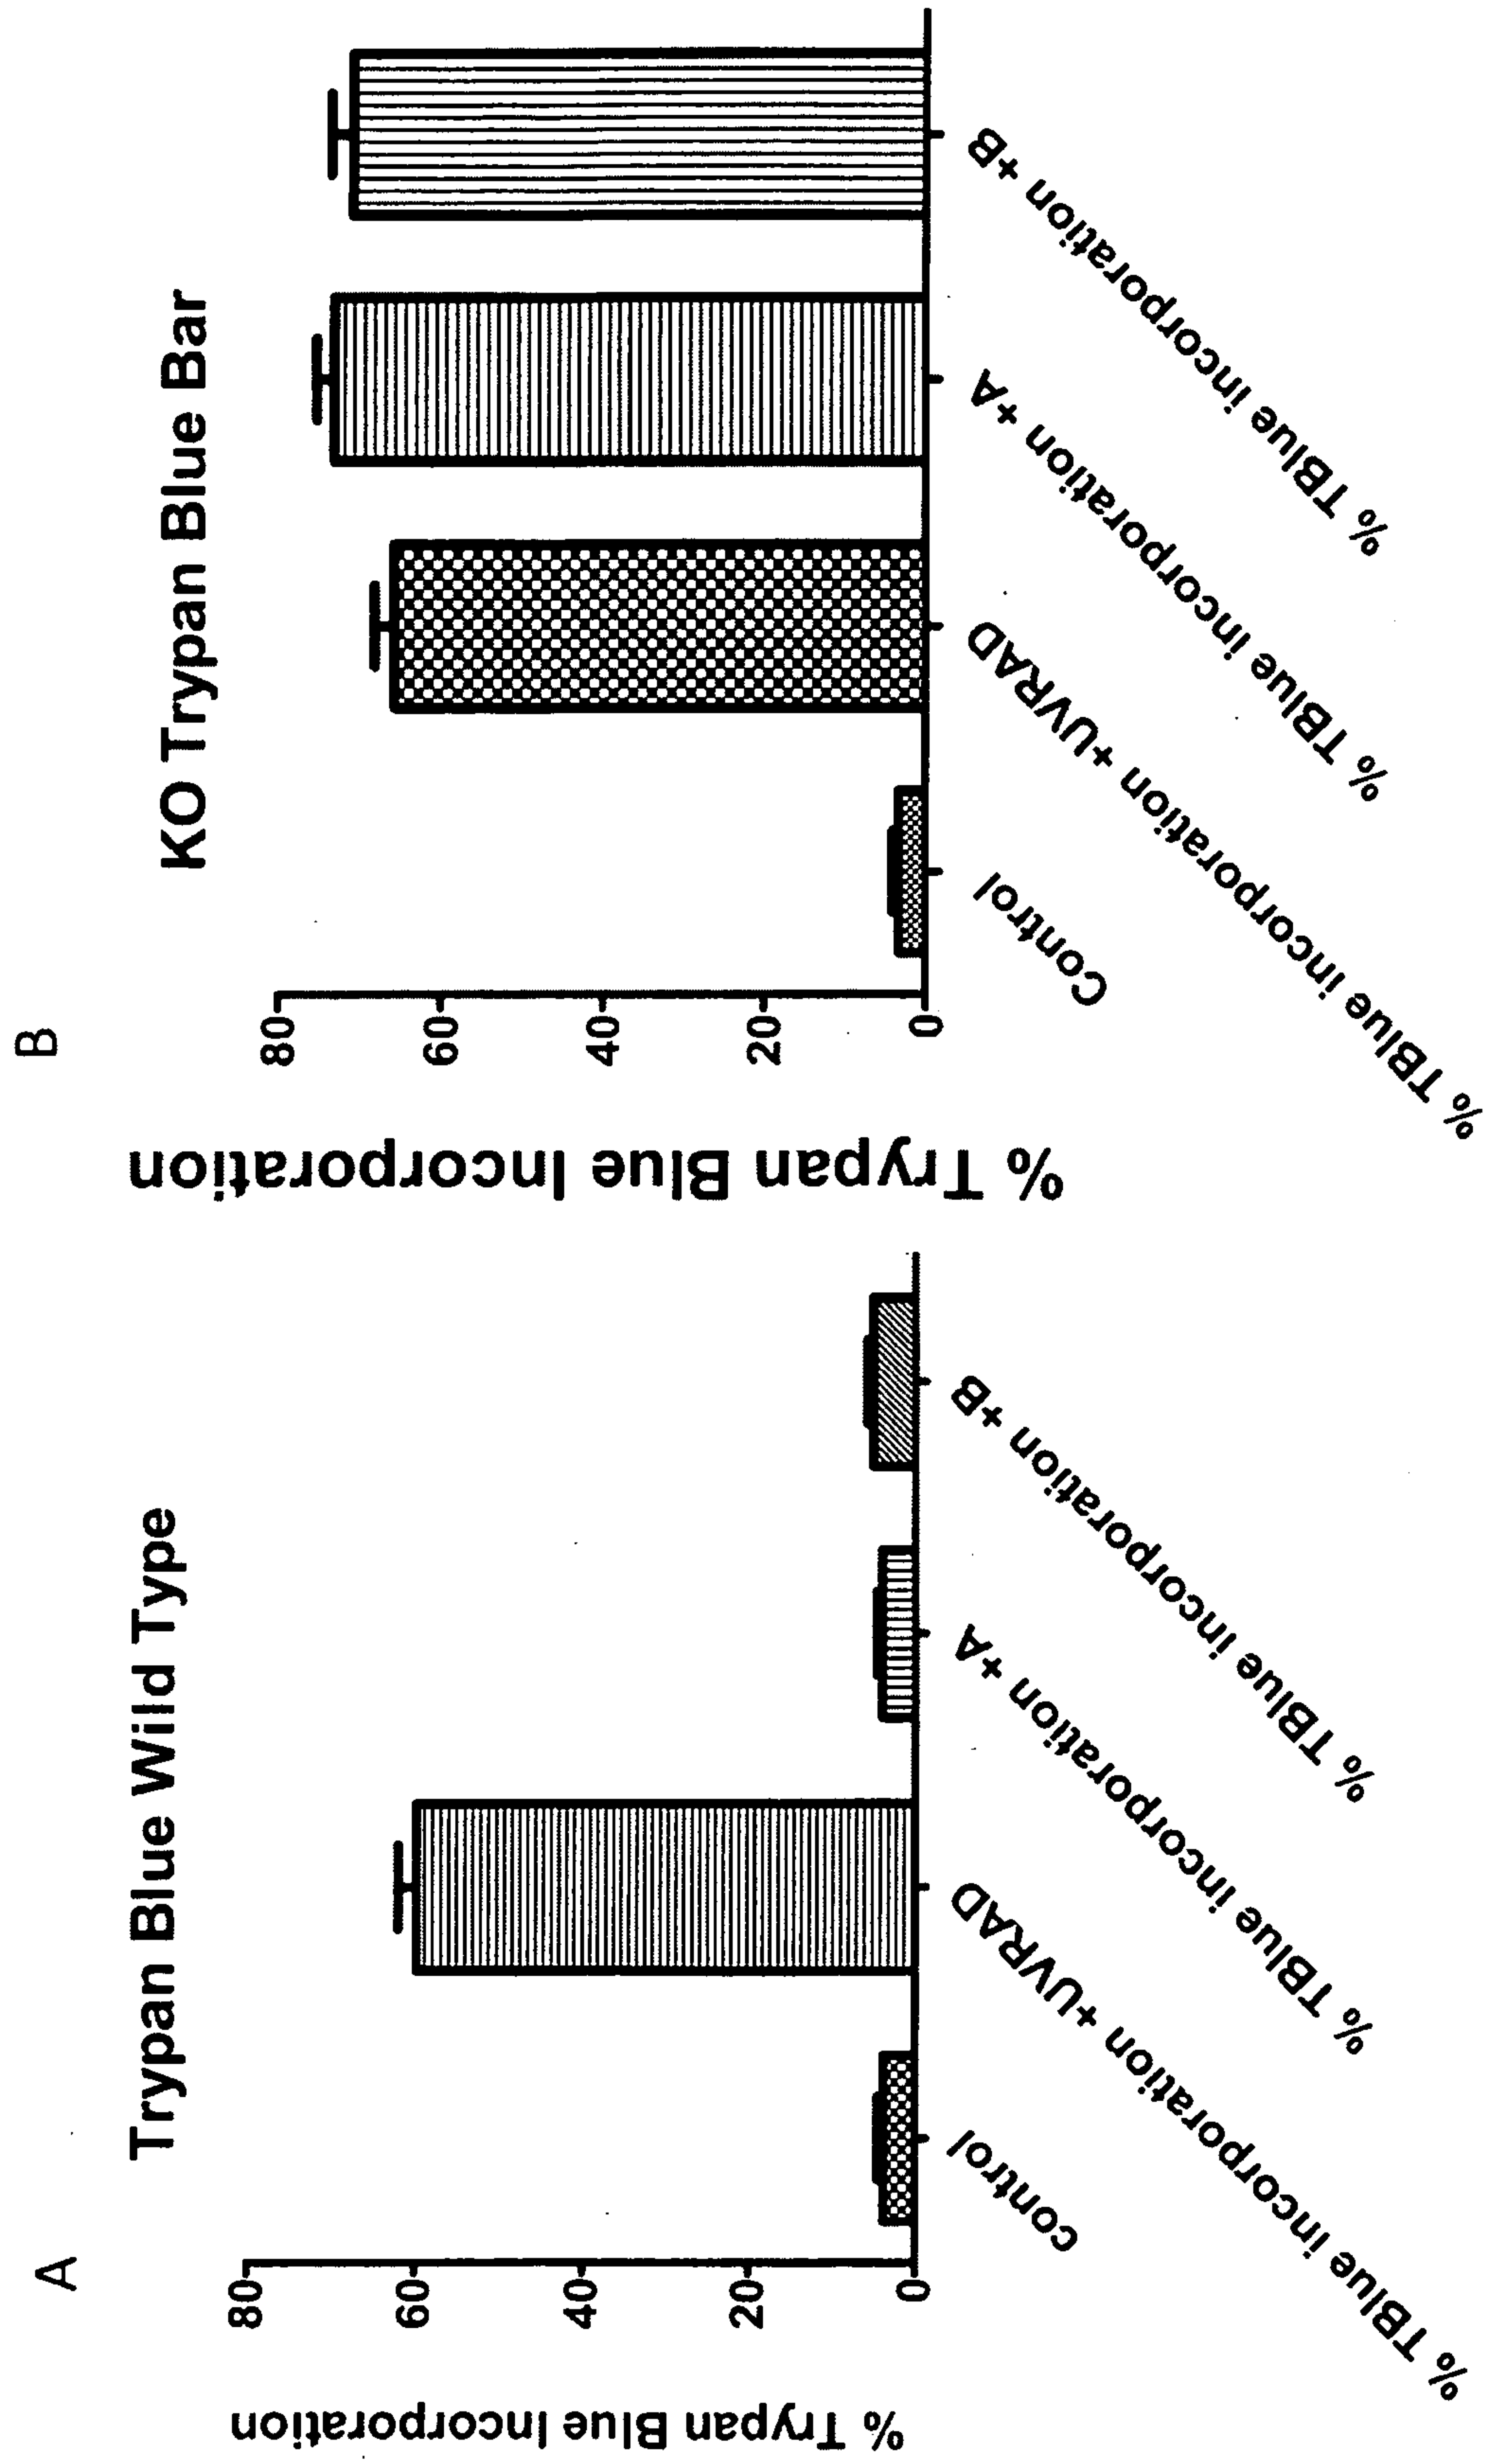 A
Trypan Blue Wild Type
% Trypan Blue Incorporation
80
60
40
20
0
control
% TBlue incorporation +UVRAD
% TBlue incorporation +A
% TBlue incorporation +B
B
KO Trypan Blue Bar
% Trypan Blue Incorporation
80
60
40
20
0
Control
% TBlue incorporation +UVRAD
% TBlue incorporation +A
% TBlue incorporation +B